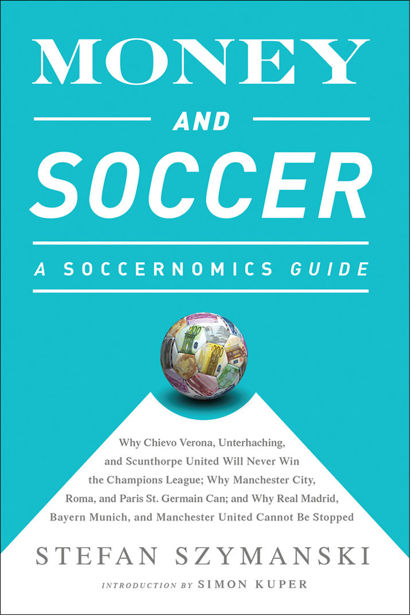 MONEY
AND
SOCCER
A SOCCERNOMICS GUIDE
Why Chievo Verona, Unterhaching,
and Scunthorpe United Will Never Win
the Champions League; Why Manchester City,
Roma, and Paris St. Germain Can; and Why Real Madrid,
Bayern Munich, and Manchester United Cannot Be Stopped
STEFAN SZYMANSKI
INTRODUCTION BY SIMON KUPER